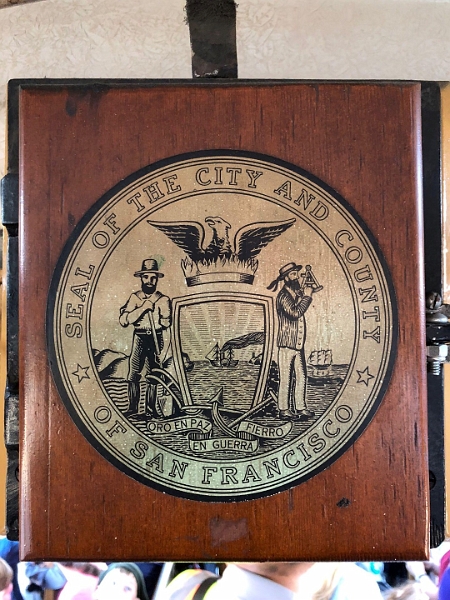 SEAL OF THE CITY AND COUNTY
OF SAN FRANCISCO
ORO EN PAZ
FIERRO
EN GUERRA